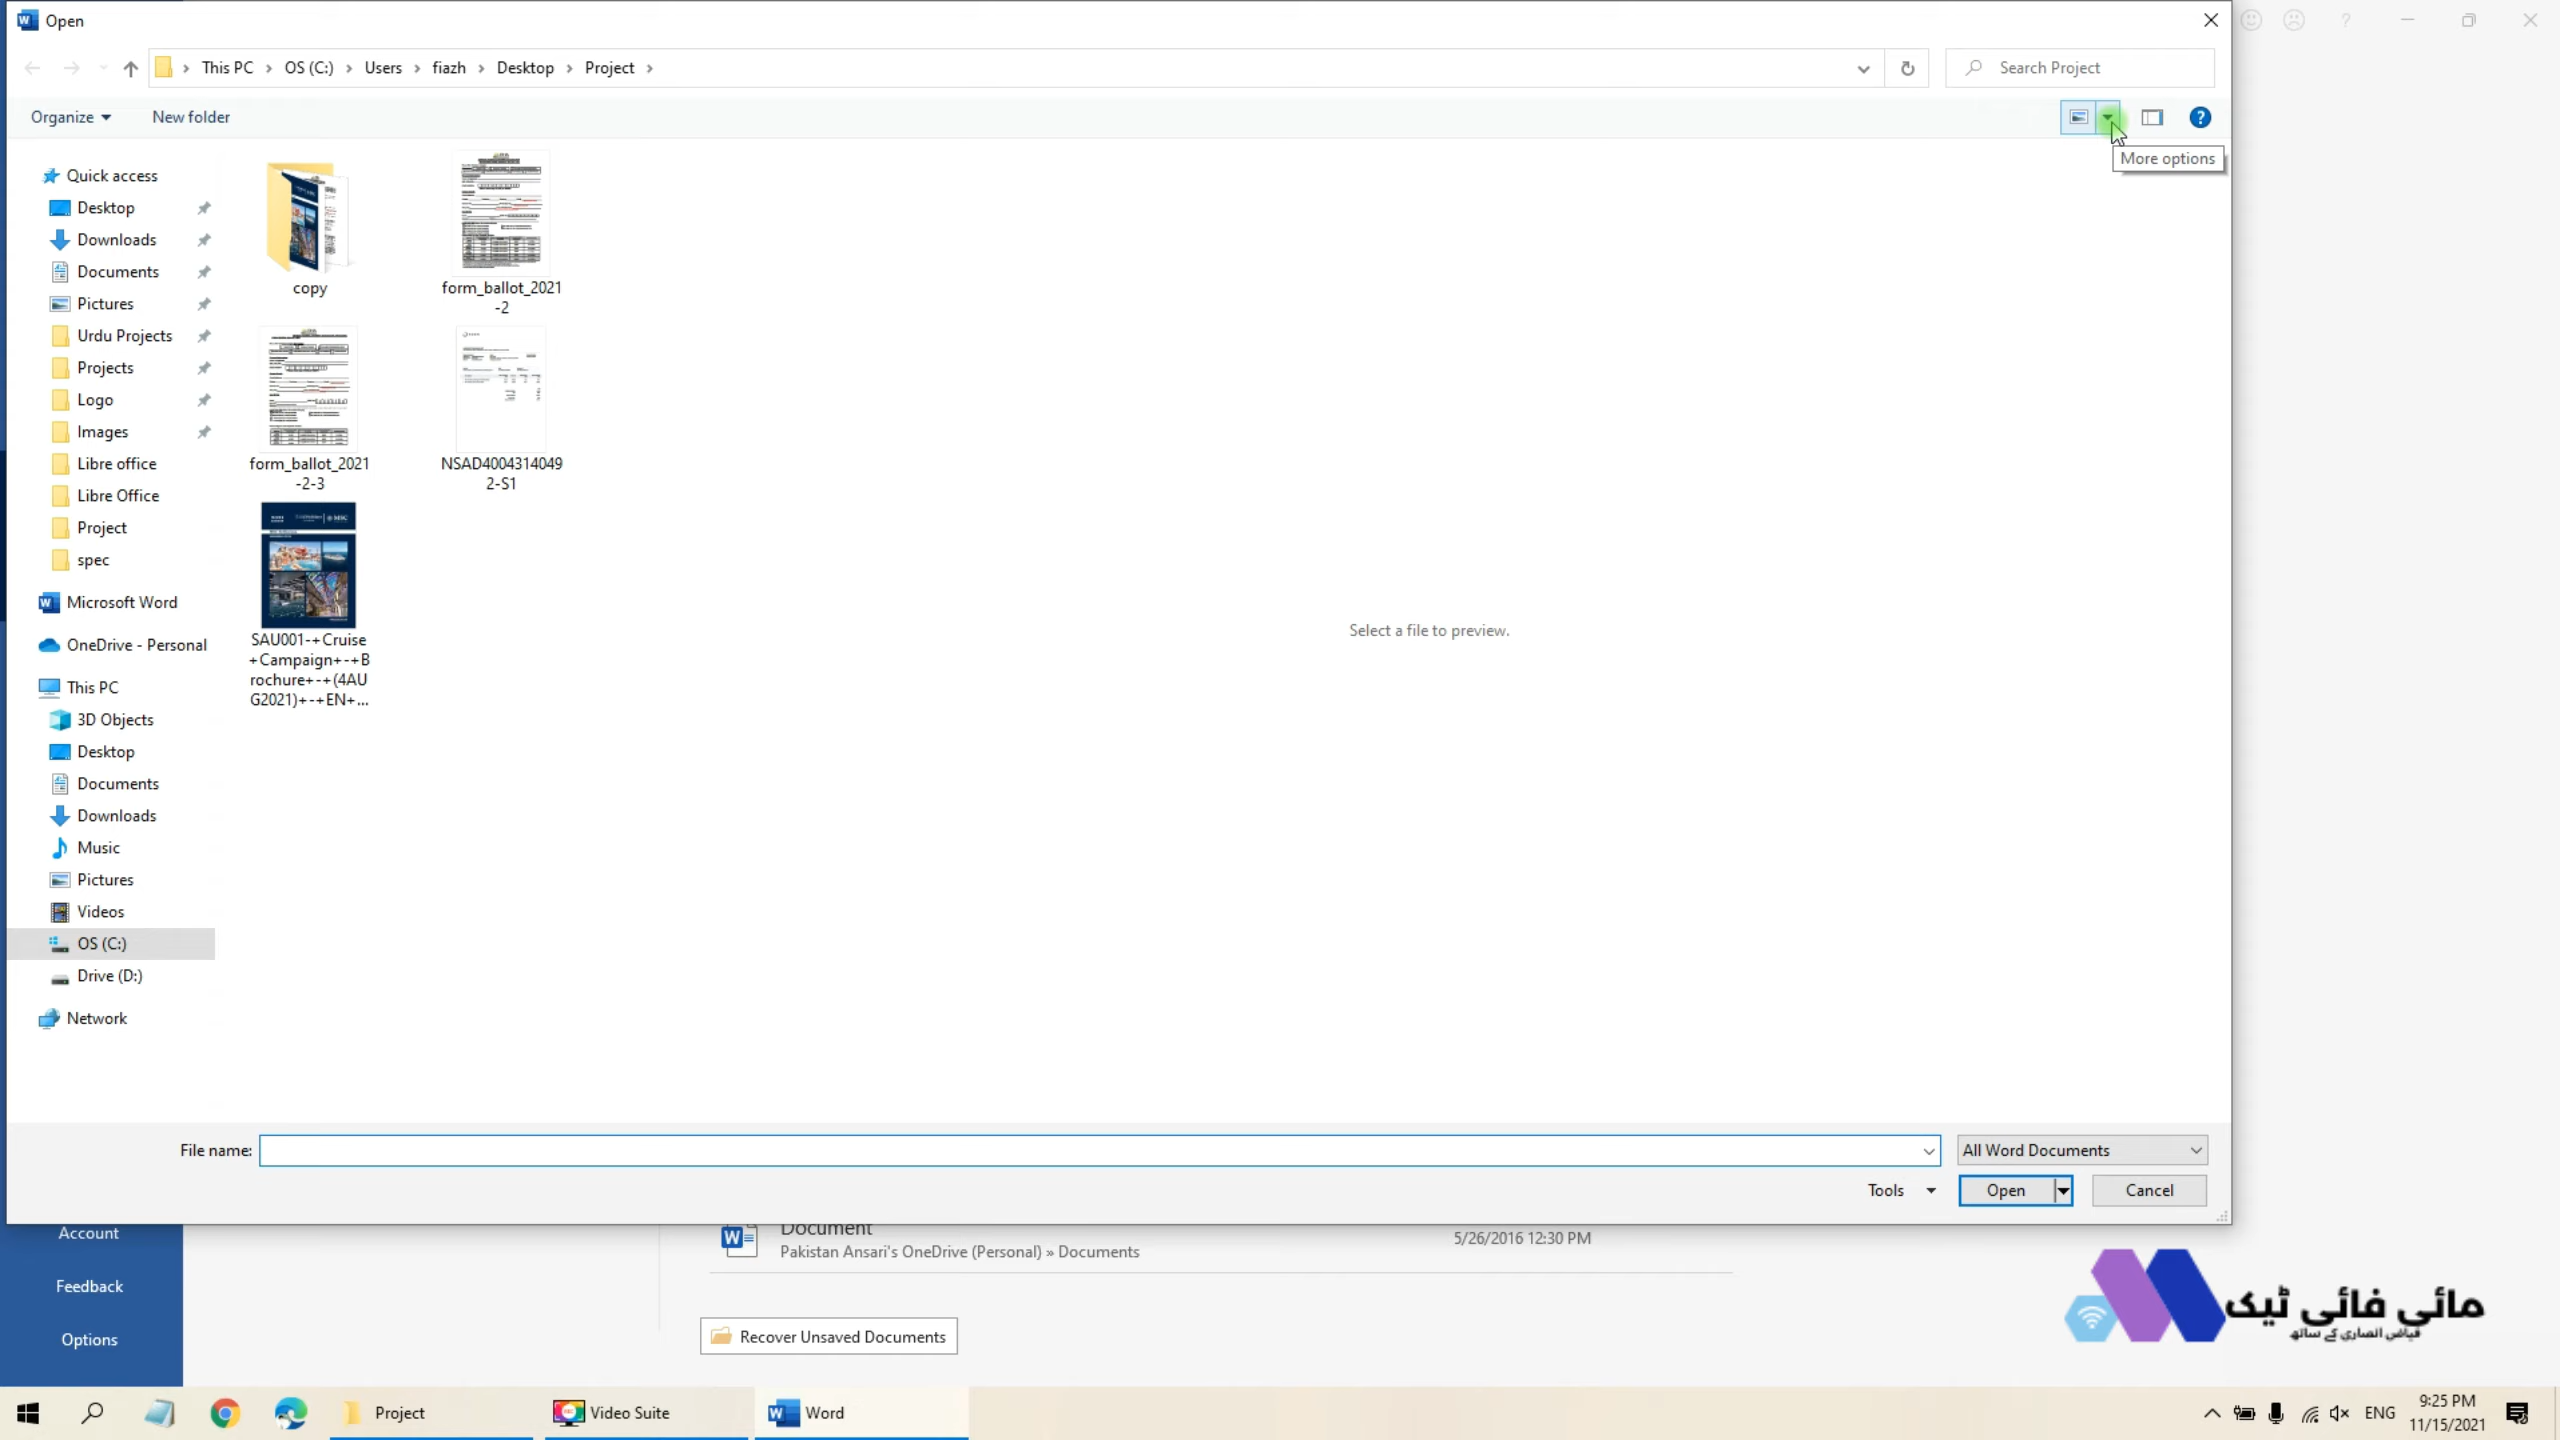 Open
This PC
OS (C:)
Users
fiazh
Desktop
Project
Search Project
Organize
New folder
More options
Quick access
Desktop
Downloads
Documents
Pictures
Urdu Projects
Projects
Logo
Images
Libre office
Libre Office
Project
spec
Microsoft Word
OneDrive - Personal
This PC
3D Objects
Desktop
Documents
Downloads
Music
Pictures
Videos
OS (C:)
Drive (D:)
Network
copy
form_ballot_2021
-2
form_ballot_2021
-2-3
NSAD4004314049
2-S1
SAU001-+Cruise
+Campaign+-+B
rochure+-+(4AU
G2021)+-+EN+...
Select a file to preview.
File name:
All Word Documents
Tools
Open
Cancel
Account
Feedback
Options
Document
Pakistan Ansari's OneDrive (Personal) » Documents
5/26/2016 12:30 PM
Recover Unsaved Documents
مائی فائی ٹیک
فیاض انصاری کے ساتھ
Project
Video Suite
Word
ENG
9:25 PM
11/15/2021